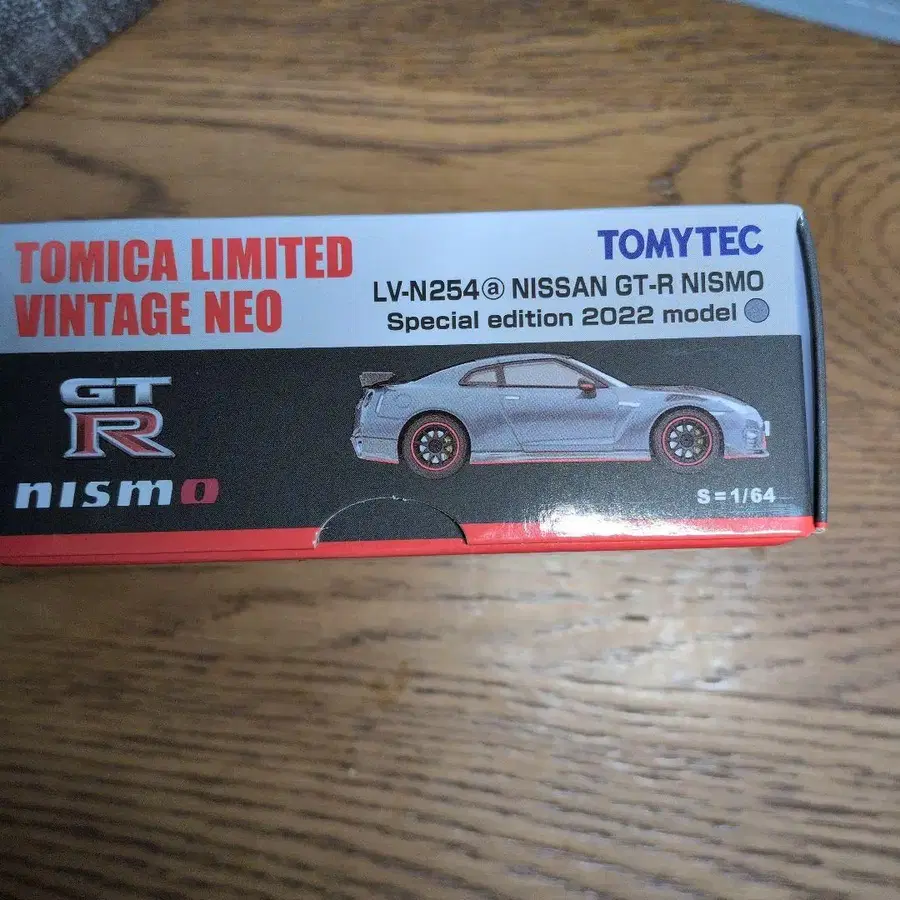 TOMICA LIMITED
VINTAGE NEO
TOMYTEC
LV-N254ⓐ NISSAN GT-R NISMO
Special edition 2022 model
GT
R
nismo
S=1/64